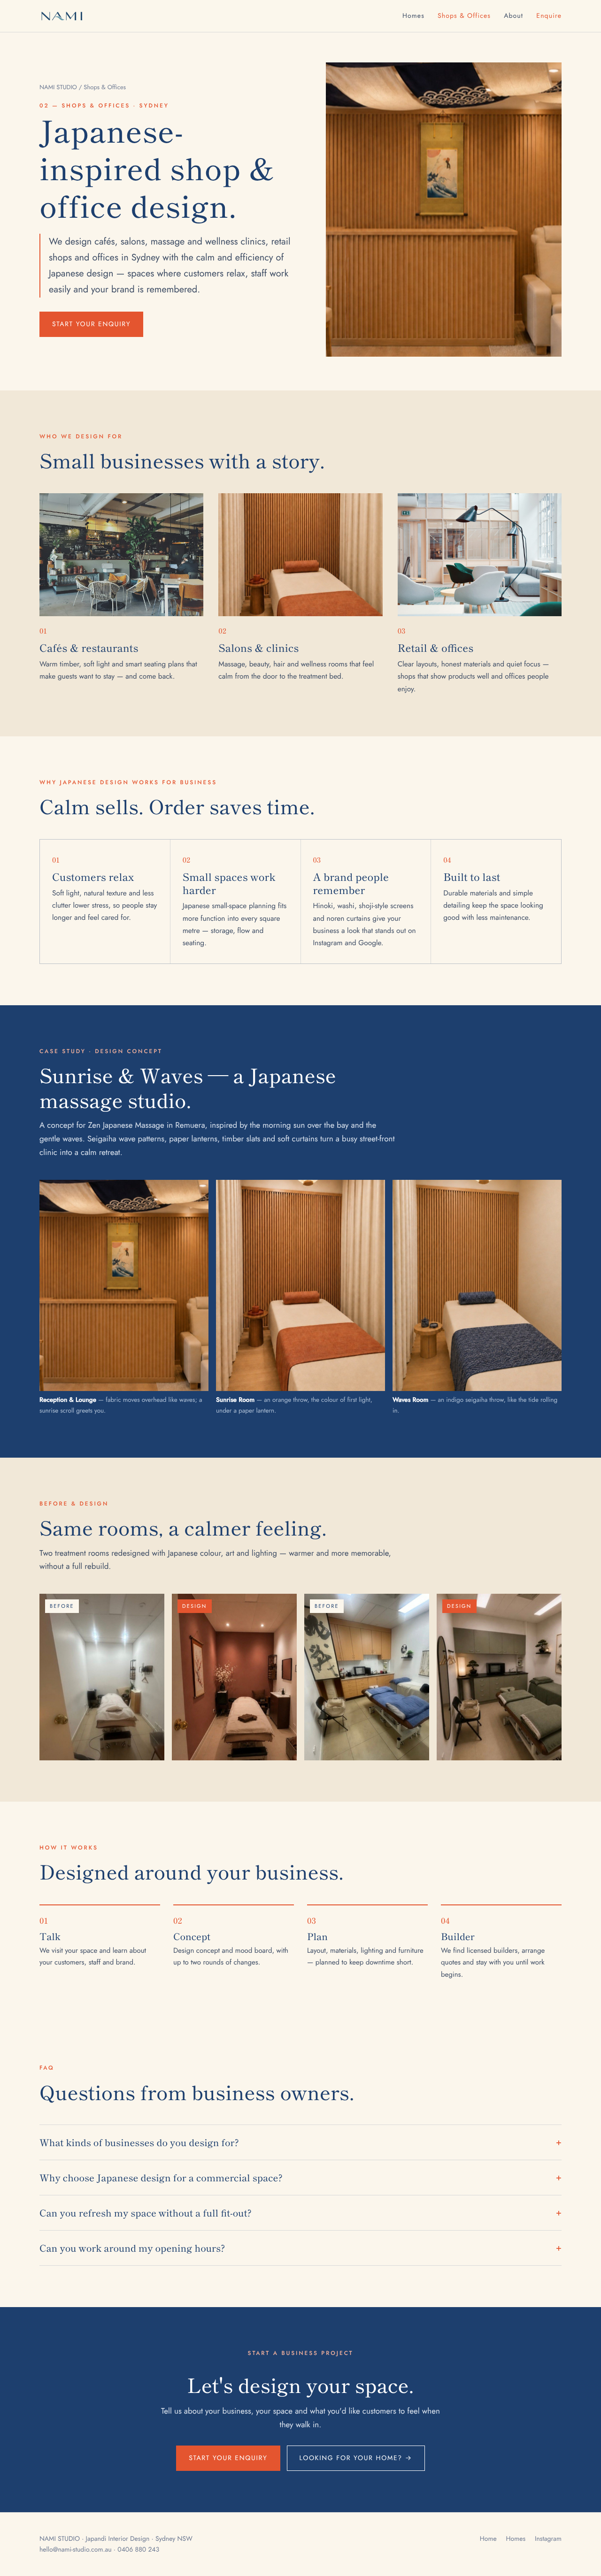 NAMI
Homes
Shops & Offices
About
Enquire
NAMI STUDIO / Shops & Offices
02 — SHOPS & OFFICES · SYDNEY
Japanese-
inspired shop &
office design.
We design cafés, salons, massage and wellness clinics, retail
shops and offices in Sydney with the calm and efficiency of
Japanese design — spaces where customers relax, staff work
easily and your brand is remembered.
START YOUR ENQUIRY
WHO WE DESIGN FOR
Small businesses with a story.
01
Cafés & restaurants
Warm timber, soft light and smart seating plans that
make guests want to stay — and come back.
02
Salons & clinics
Massage, beauty, hair and wellness rooms that feel
calm from the door to the treatment bed.
03
Retail & offices
Clear layouts, honest materials and quiet focus —
shops that show products well and offices people
enjoy.
WHY JAPANESE DESIGN WORKS FOR BUSINESS
Calm sells. Order saves time.
01
Customers relax
Soft light, natural texture and less
clutter lower stress, so people stay
longer and feel cared for.
02
Small spaces work
harder
Japanese small-space planning fits
more function into every square
metre — storage, flow and
seating.
03
A brand people
remember
Hinoki, washi, shoji-style screens
and noren curtains give your
business a look that stands out on
Instagram and Google.
04
Built to last
Durable materials and simple
detailing keep the space looking
good with less maintenance.
CASE STUDY · DESIGN CONCEPT
Sunrise & Waves — a Japanese
massage studio.
A concept for Zen Japanese Massage in Remuera, inspired by the morning sun over the bay and the
gentle waves. Seigaiha wave patterns, paper lanterns, timber slats and soft curtains turn a busy street-front
clinic into a calm retreat.
Reception & Lounge — fabric moves overhead like waves; a
sunrise scroll greets you.
Sunrise Room — an orange throw, the colour of first light,
under a paper lantern.
Waves Room — an indigo seigaiha throw, like the tide rolling
in.
BEFORE & DESIGN
Same rooms, a calmer feeling.
Two treatment rooms redesigned with Japanese colour, art and lighting — warmer and more memorable,
without a full rebuild.
BEFORE
DESIGN
BEFORE
DESIGN
HOW IT WORKS
Designed around your business.
01
Talk
We visit your space and learn about
your customers, staff and brand.
02
Concept
Design concept and mood board, with
up to two rounds of changes.
03
Plan
Layout, materials, lighting and furniture
— planned to keep downtime short.
04
Builder
We find licensed builders, arrange
quotes and stay with you until work
begins.
FAQ
Questions from business owners.
What kinds of businesses do you design for? +
Why choose Japanese design for a commercial space? +
Can you refresh my space without a full fit-out? +
Can you work around my opening hours? +
START A BUSINESS PROJECT
Let's design your space.
Tell us about your business, your space and what you'd like customers to feel when
they walk in.
START YOUR ENQUIRY
LOOKING FOR YOUR HOME? →
NAMI STUDIO · Japandi Interior Design · Sydney NSW
hello@nami-studio.com.au · 0406 880 243
Home
Homes
Instagram